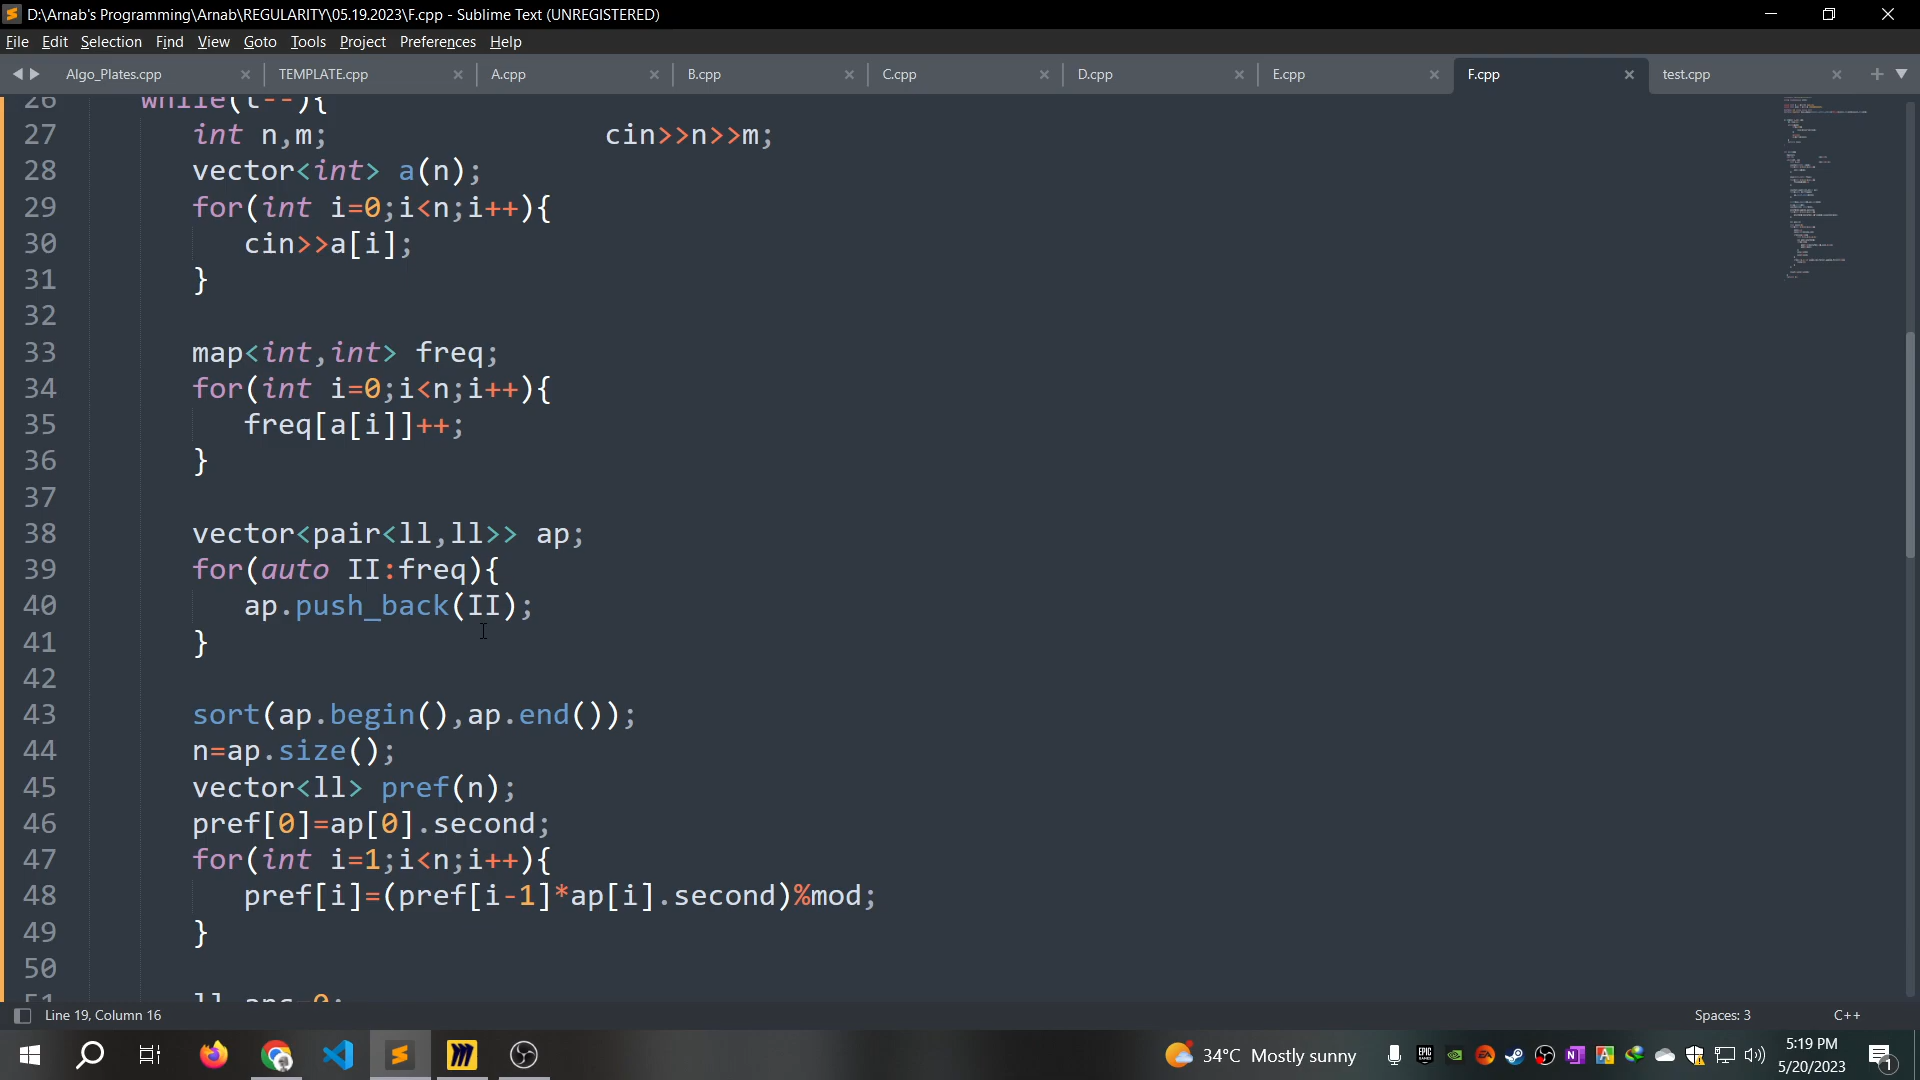 D:\Arnab's Programming\Arnab\REGULARITY\05.19.2023\F.cpp - Sublime Text (UNREGISTERED)
File Edit Selection Find View Goto Tools Project Preferences Help
Algo_Plates.cpp TEMPLATE.cpp A.cpp B.cpp C.cpp D.cpp E.cpp F.cpp test.cpp
26 while(t--){
27 int n,m; cin>>n>>m;
28 vector<int> a(n);
29 for(int i=0;i<n;i++){
30 cin>>a[i];
31 }
32
33 map<int,int> freq;
34 for(int i=0;i<n;i++){
35 freq[a[i]]++;
36 }
37
38 vector<pair<ll,ll>> ap;
39 for(auto II:freq){
40 ap.push_back(II);
41 }
42
43 sort(ap.begin(),ap.end());
44 n=ap.size();
45 vector<ll> pref(n);
46 pref[0]=ap[0].second;
47 for(int i=1;i<n;i++){
48 pref[i]=(pref[i-1]*ap[i].second)%mod;
49 }
50
51 ll ans=0;
Line 19, Column 16 Spaces: 3 C++
34°C Mostly sunny 5:19 PM
5/20/2023 1